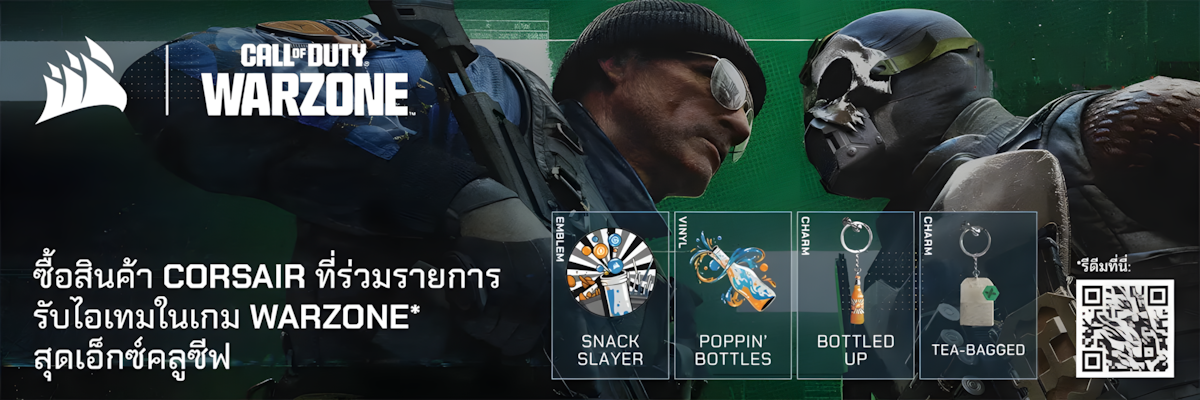 CALL OF DUTY
WARZONE
ซื้อสินค้า CORSAIR ที่ร่วมรายการ
รับไอเทมในเกม WARZONE*
สุดเอ็กซ์คลูซีฟ
EMBLEM
SNACK
SLAYER
VINYL
POPPIN'
BOTTLES
CHARM
BOTTLED
UP
CHARM
TEA-BAGGED
*รีดีมที่นี่: